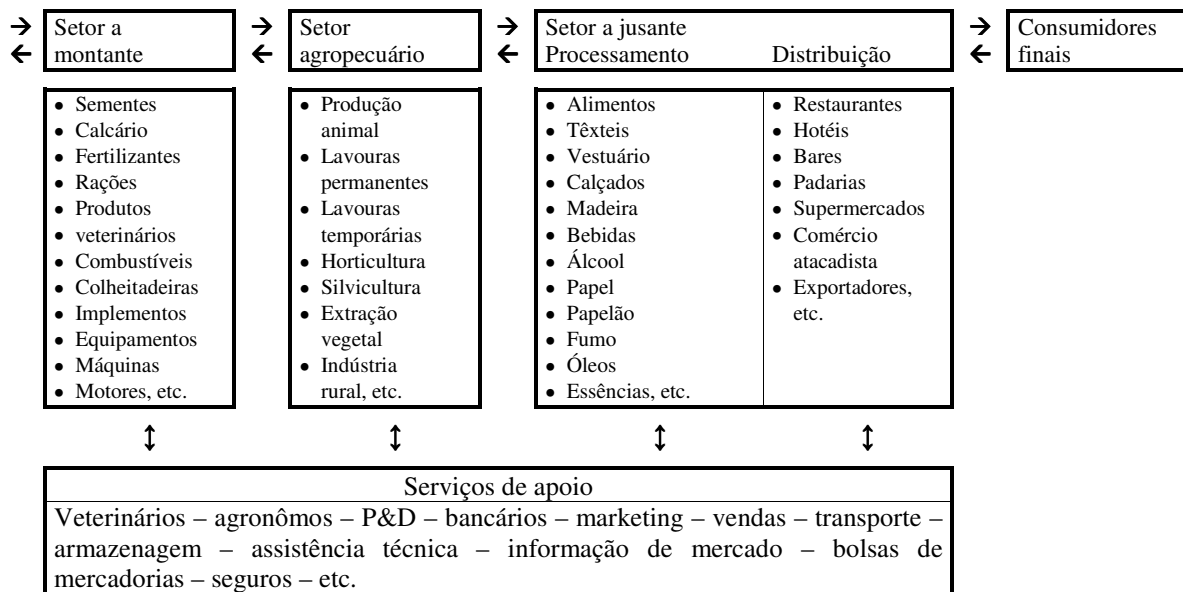 → Setor a
← montante
→ Setor
← agropecuário
→ Setor a jusante
← Processamento Distribuição
→ Consumidores
← finais
• Sementes
• Calcário
• Fertilizantes
• Rações
• Produtos
• veterinários
• Combustíveis
• Colheitadeiras
• Implementos
• Equipamentos
• Máquinas
• Motores, etc.
• Produção
animal
• Lavouras
permanentes
• Lavouras
temporárias
• Horticultura
• Silvicultura
• Extração
vegetal
• Indústria
rural, etc.
• Alimentos
• Têxteis
• Vestuário
• Calçados
• Madeira
• Bebidas
• Álcool
• Papel
• Papelão
• Fumo
• Óleos
• Essências, etc.
• Restaurantes
• Hotéis
• Bares
• Padarias
• Supermercados
• Comércio
atacadista
• Exportadores,
etc.
↕ ↕ ↕ ↕
Serviços de apoio
Veterinários – agronômos – P&D – bancários – marketing – vendas – transporte –
armazenagem – assistência técnica – informação de mercado – bolsas de
mercadorias – seguros – etc.